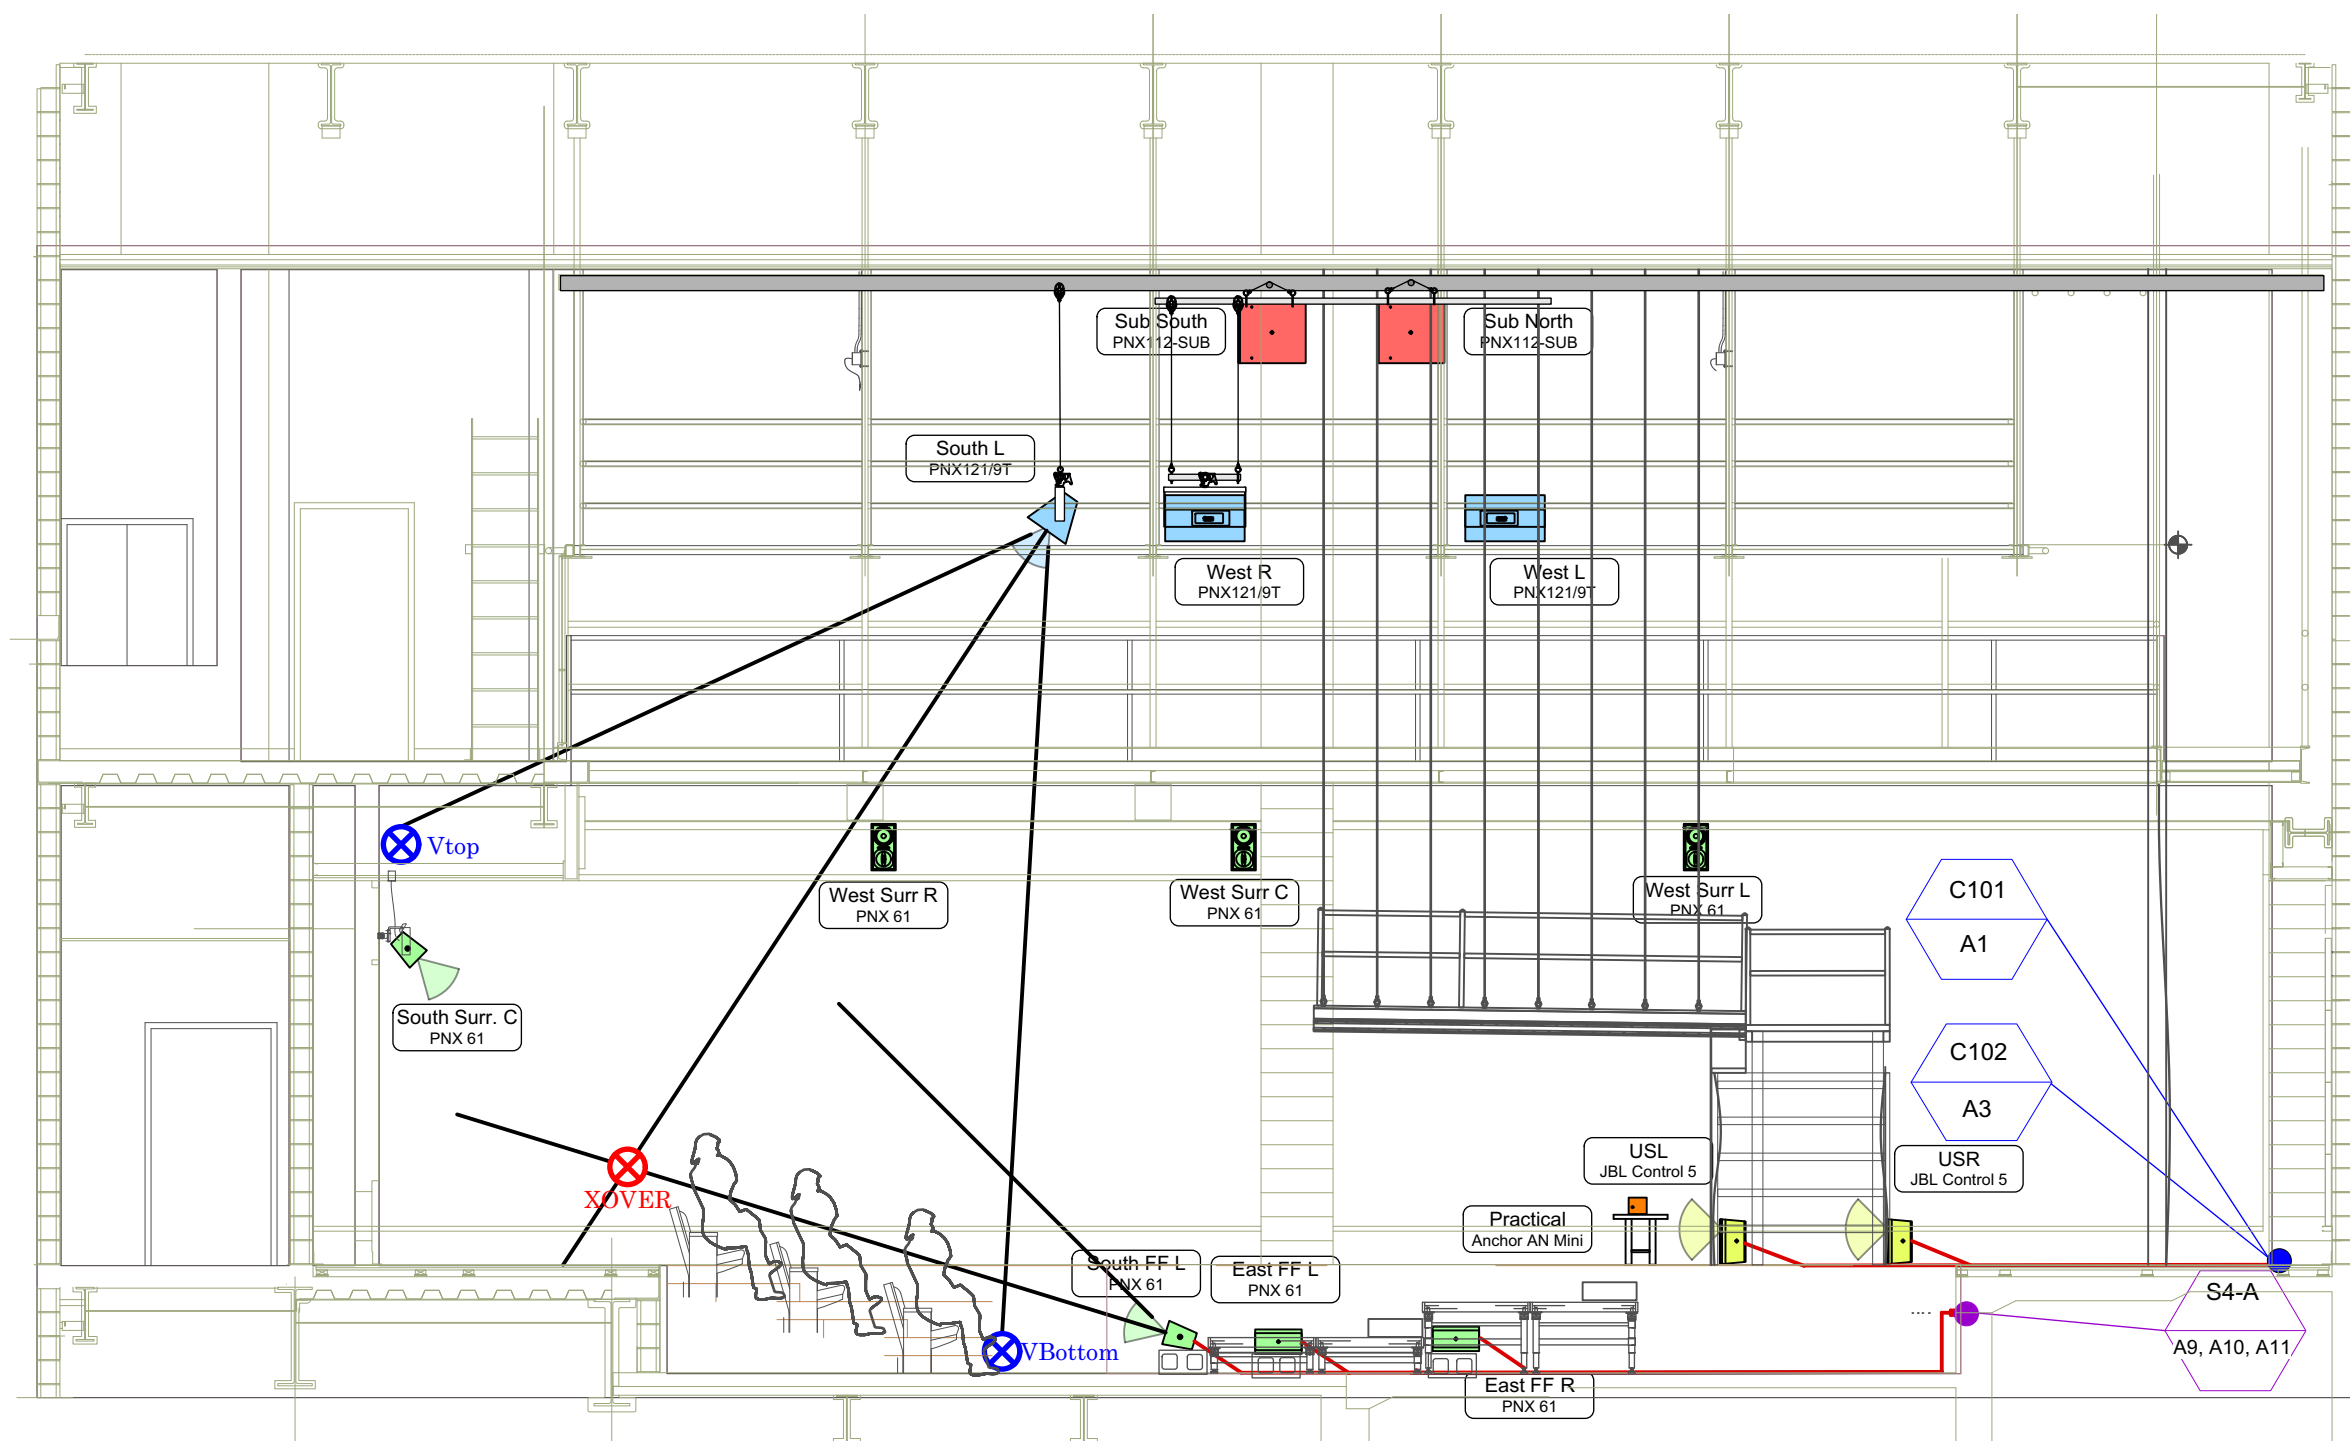 Sub South
PNX112-SUB
Sub North
PNX112-SUB
South L
PNX121/9T
West R
PNX121/9T
West L
PNX121/9T
Vtop
West Surr R
PNX 61
West Surr C
PNX 61
West Surr L
PNX 61
C101
A1
South Surr. C
PNX 61
C102
A3
XOVER
USL
JBL Control 5
USR
JBL Control 5
Practical
Anchor AN Mini
South FF L
PNX 61
East FF L
PNX 61
S4-A
A9, A10, A11
VBottom
East FF R
PNX 61